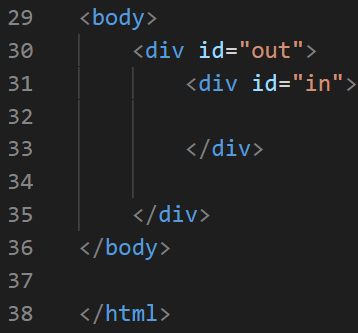 29 <body>
30 <div id="out">
31 <div id="in">
32
33 </div>
34
35 </div>
36 </body>
37
38 </html>